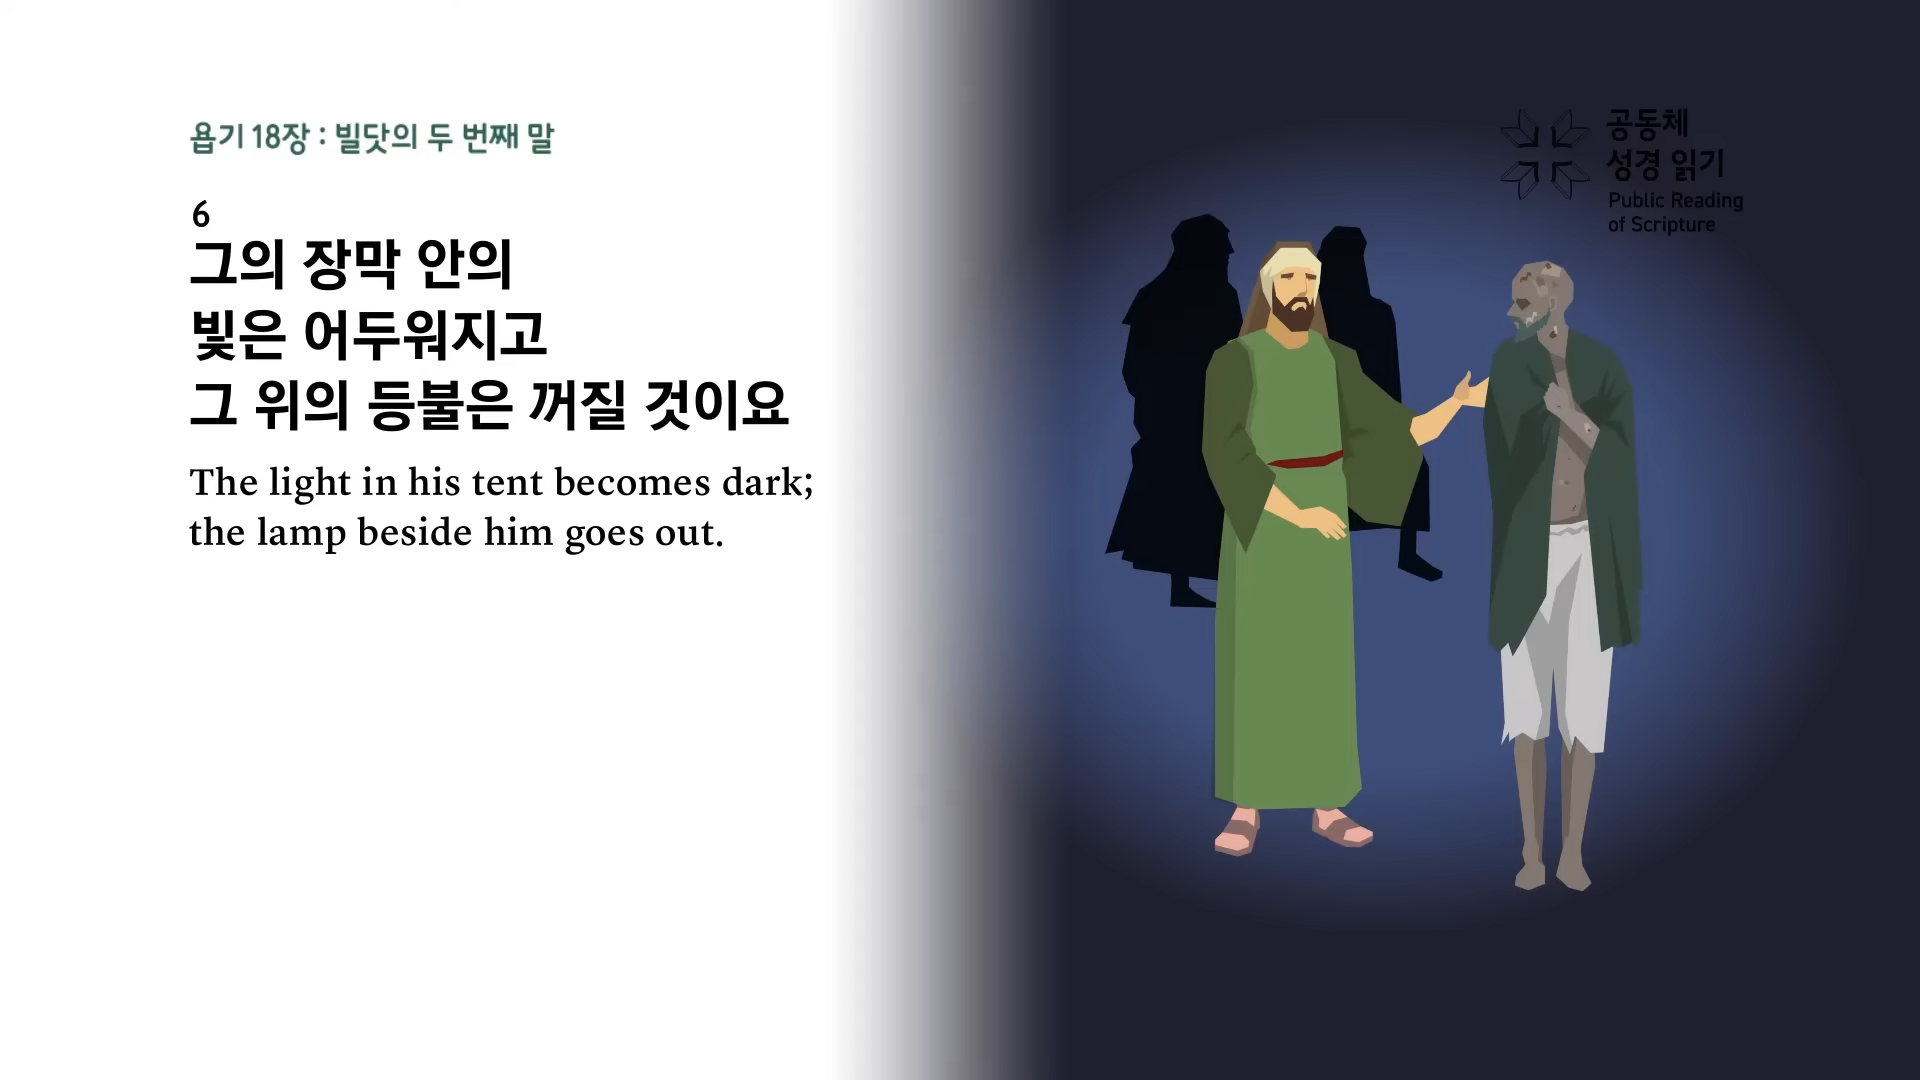 욥기 18장 : 빌닷의 두 번째 말
6
그의 장막 안의
빛은 어두워지고
그 위의 등불은 꺼질 것이요
The light in his tent becomes dark;
the lamp beside him goes out.
공동체
성경 읽기
Public Reading
of Scripture